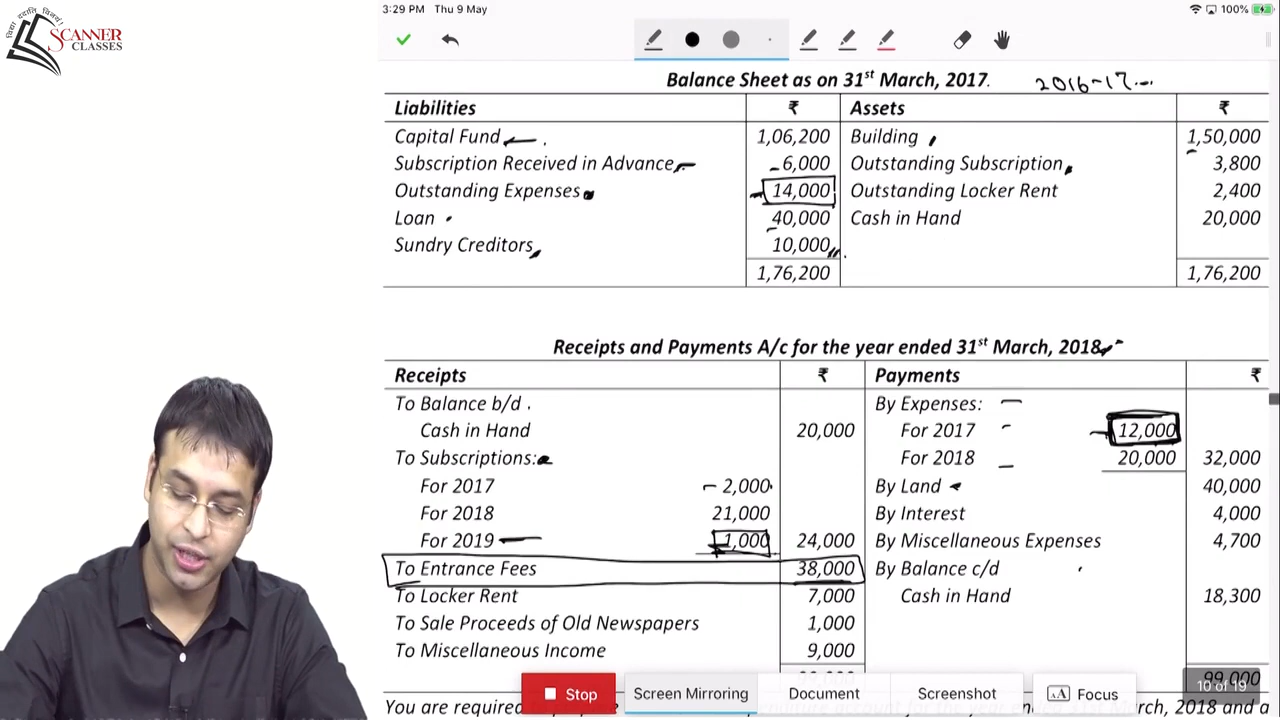 विद्या ददाति विनयं।
SCANNER
CLASSES
3:29 PM Thu 9 May
100%
Balance Sheet as on 31st March, 2017. 2016-17
Liabilities ₹ Assets ₹
Capital Fund 1,06,200 Building 1,50,000
Subscription Received in Advance 6,000 Outstanding Subscription 3,800
Outstanding Expenses 14,000 Outstanding Locker Rent 2,400
Loan 40,000 Cash in Hand 20,000
Sundry Creditors 10,000
1,76,200 1,76,200
Receipts and Payments A/c for the year ended 31st March, 2018
Receipts ₹ Payments ₹
To Balance b/d By Expenses:
Cash in Hand 20,000 For 2017 12,000
To Subscriptions: For 2018 20,000 32,000
For 2017 2,000 By Land 40,000
For 2018 21,000 By Interest 4,000
For 2019 1,000 24,000 By Miscellaneous Expenses 4,700
To Entrance Fees 38,000 By Balance c/d
To Locker Rent 7,000 Cash in Hand 18,300
To Sale Proceeds of Old Newspapers 1,000
To Miscellaneous Income 9,000
99,000 99,000
Stop Screen Mirroring Document Screenshot AA Focus 10 of 19
You are required to
2018 and a